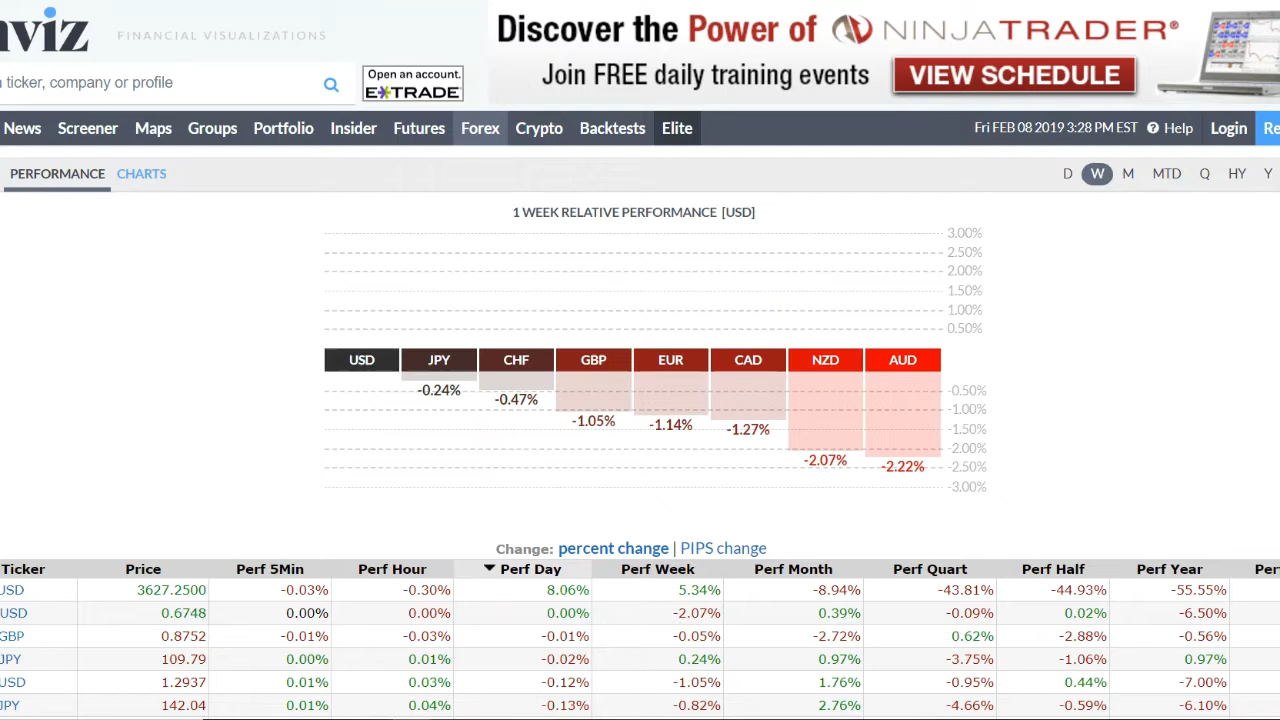 nviz FINANCIAL VISUALIZATIONS
Discover the Power of NINJATRADER®
Join FREE daily training events VIEW SCHEDULE
ticker, company or profile
Open an account.
E*TRADE
News Screener Maps Groups Portfolio Insider Futures Forex Crypto Backtests Elite Fri FEB 08 2019 3:28 PM EST ? Help Login Re
PERFORMANCE CHARTS D W M MTD Q HY Y
1 WEEK RELATIVE PERFORMANCE [USD]
3.00%
2.50%
2.00%
1.50%
1.00%
0.50%
USD JPY CHF GBP EUR CAD NZD AUD
-0.24% -0.50%
-0.47%
-1.00%
-1.05%
-1.14%
-1.27% -1.50%
-2.00%
-2.07%
-2.22% -2.50%
-3.00%
Change: percent change | PIPS change
Ticker Price Perf 5Min Perf Hour Perf Day Perf Week Perf Month Perf Quart Perf Half Perf Year Per
USD 3627.2500 -0.03% -0.30% 8.06% 5.34% -8.94% -43.81% -44.93% -55.55%
USD 0.6748 0.00% 0.00% 0.00% -2.07% 0.39% -0.09% 0.02% -6.50%
GBP 0.8752 -0.01% -0.03% -0.01% -0.05% -2.72% 0.62% -2.88% -0.56%
JPY 109.79 0.00% 0.01% -0.02% 0.24% 0.97% -3.75% -1.06% 0.97%
USD 1.2937 0.01% 0.03% -0.12% -1.05% 1.76% -0.95% 0.44% -7.00%
JPY 142.04 0.01% 0.04% -0.13% -0.82% 2.76% -4.66% -0.59% -6.10%